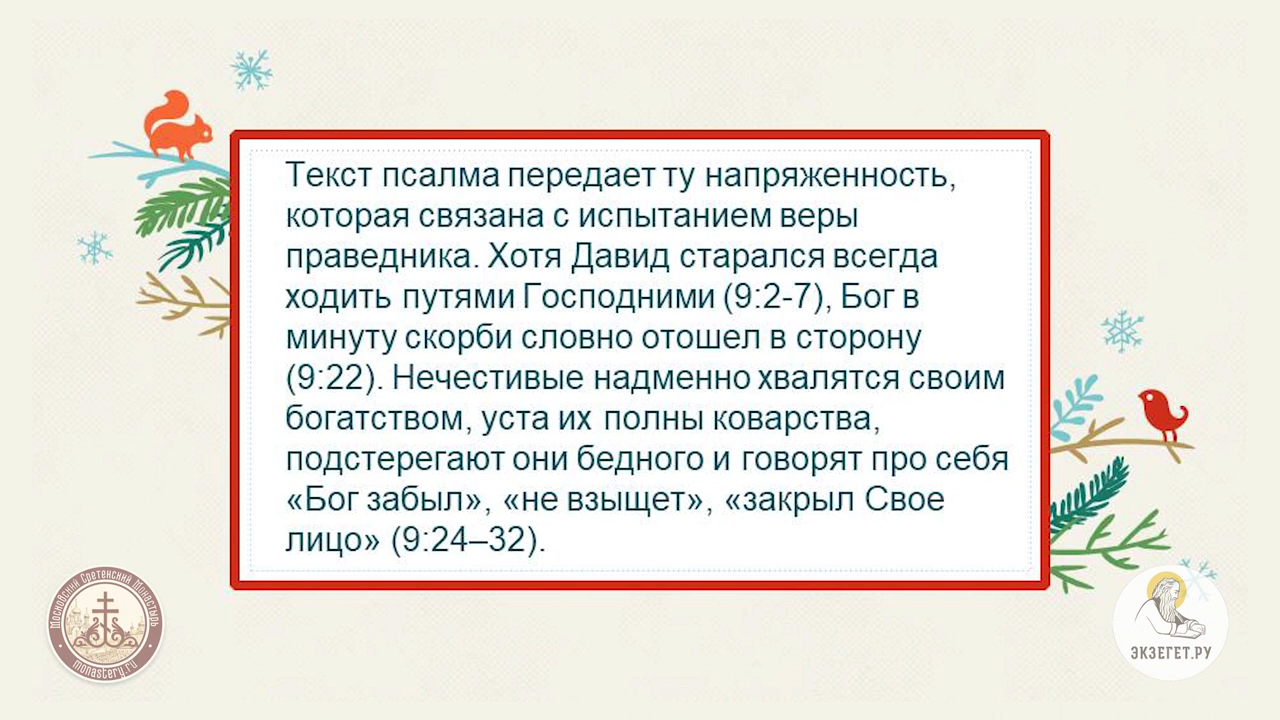 Текст псалма передает ту напряженность,
которая связана с испытанием веры
праведника. Хотя Давид старался всегда
ходить путями Господними (9:2-7), Бог в
минуту скорби словно отошел в сторону
(9:22). Нечестивые надменно хвалятся своим
богатством, уста их полны коварства,
подстерегают они бедного и говорят про себя
«Бог забыл», «не взыщет», «закрыл Свое
лицо» (9:24–32).
Московский Сретенский Монастырь
monastery.ru
ЭКЗЕГЕТ.РУ